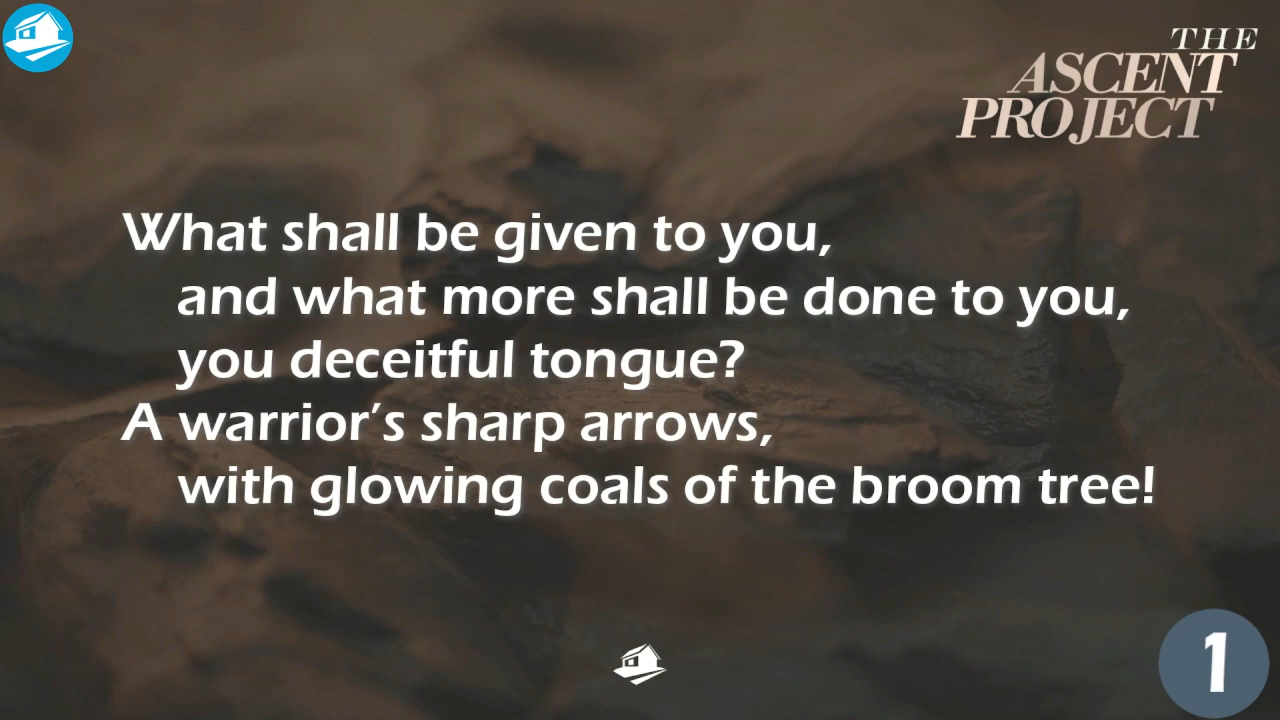 THE
ASCENT
PROJECT
What shall be given to you,
and what more shall be done to you,
you deceitful tongue?
A warrior’s sharp arrows,
with glowing coals of the broom tree!
1